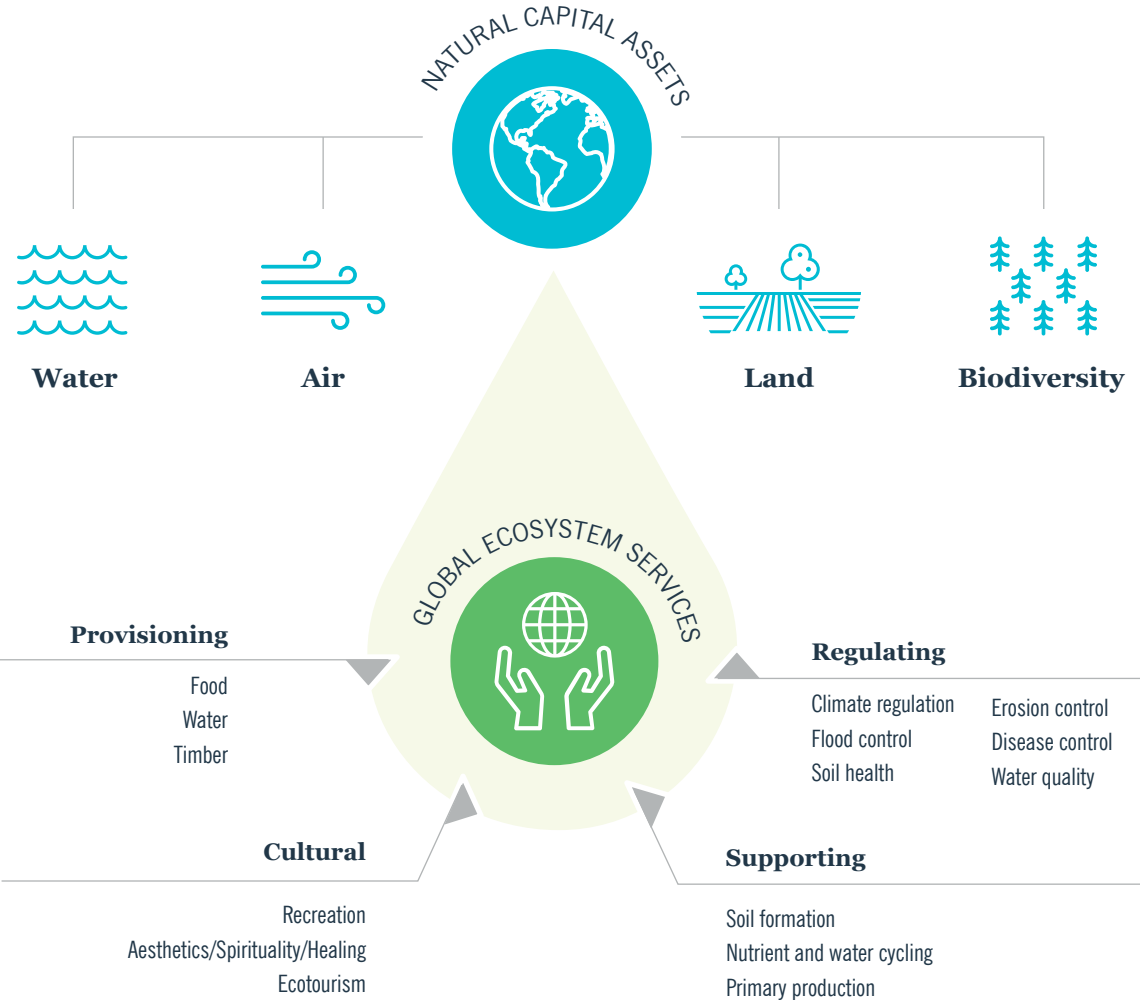 NATURAL CAPITAL ASSETS
Water
Air
Land
Biodiversity
GLOBAL ECOSYSTEM SERVICES
Provisioning
Food
Water
Timber
Regulating
Climate regulation
Flood control
Soil health
Erosion control
Disease control
Water quality
Cultural
Recreation
Aesthetics/Spirituality/Healing
Ecotourism
Supporting
Soil formation
Nutrient and water cycling
Primary production